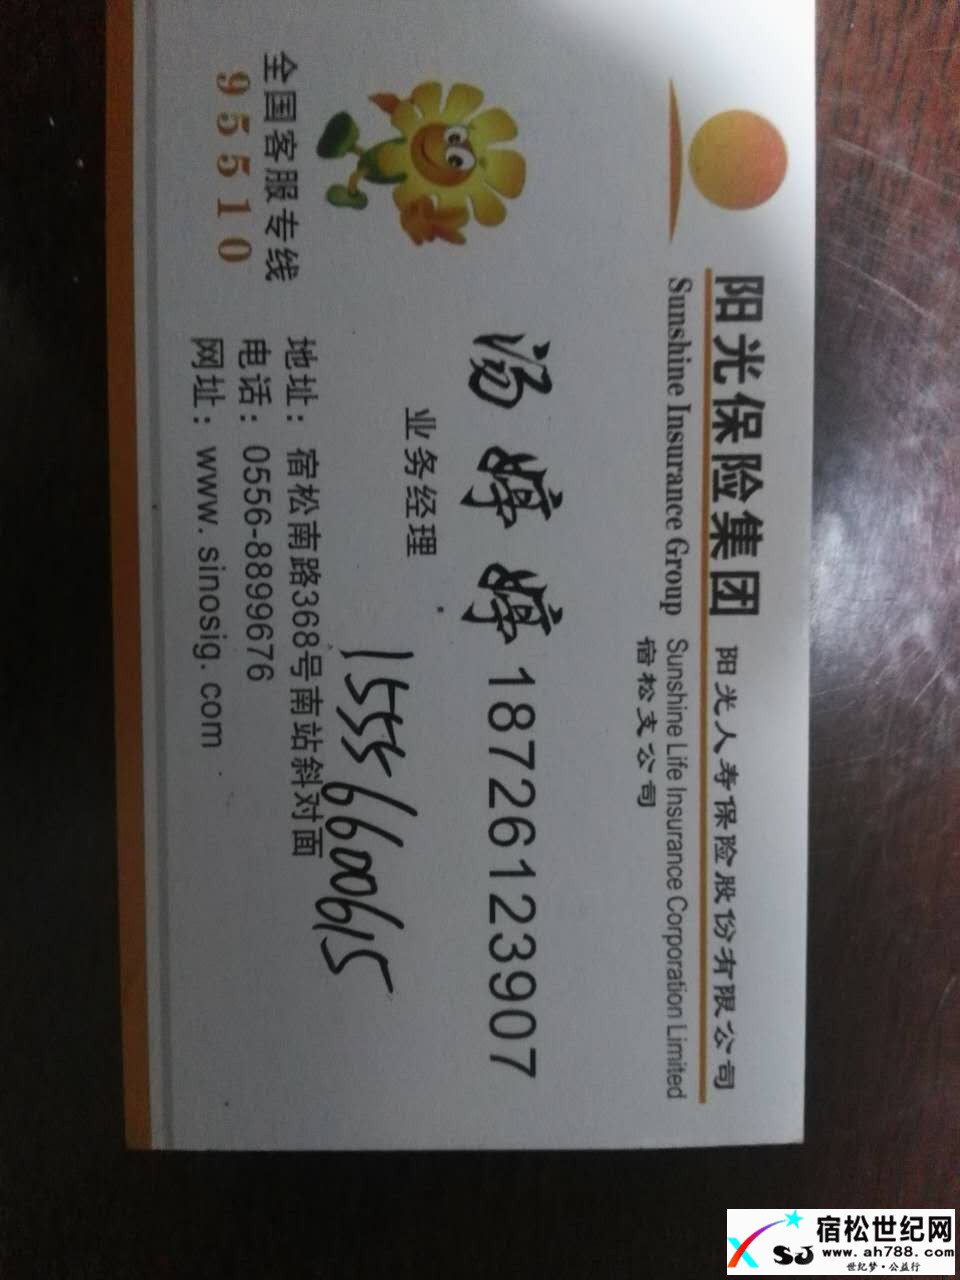 阳光保险集团
Sunshine Insurance Group
阳光人寿保险股份有限公司
Sunshine Life Insurance Corporation Limited
宿松支公司
汤婷婷 18726123907
业务经理
15556600615
全国客服专线
95510
地址：宿松南路368号南站斜对面
电话：0556-8899676
网址：www.sinosig.com
XSJ
宿松世纪网
www.ah788.com
世纪梦·公益行